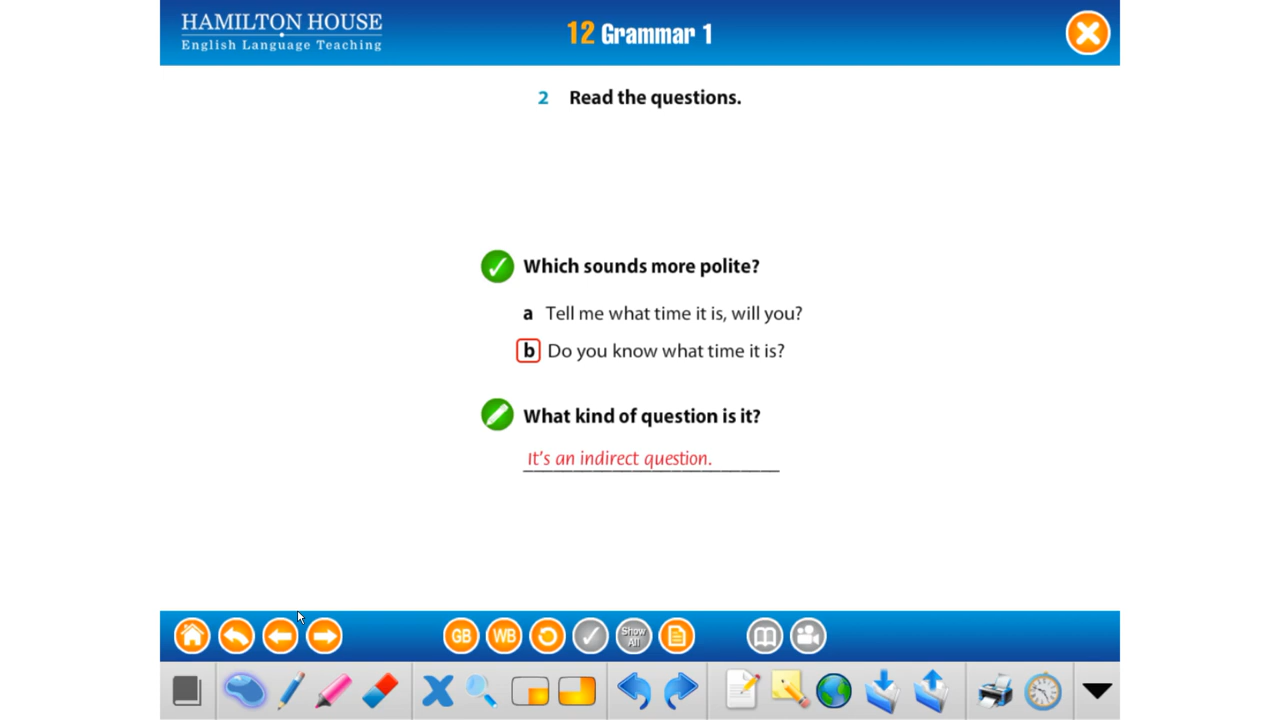 HAMILTON HOUSE
English Language Teaching
12 Grammar 1
2 Read the questions.
Which sounds more polite?
a Tell me what time it is, will you?
b Do you know what time it is?
What kind of question is it?
It's an indirect question.
GB WB Show All